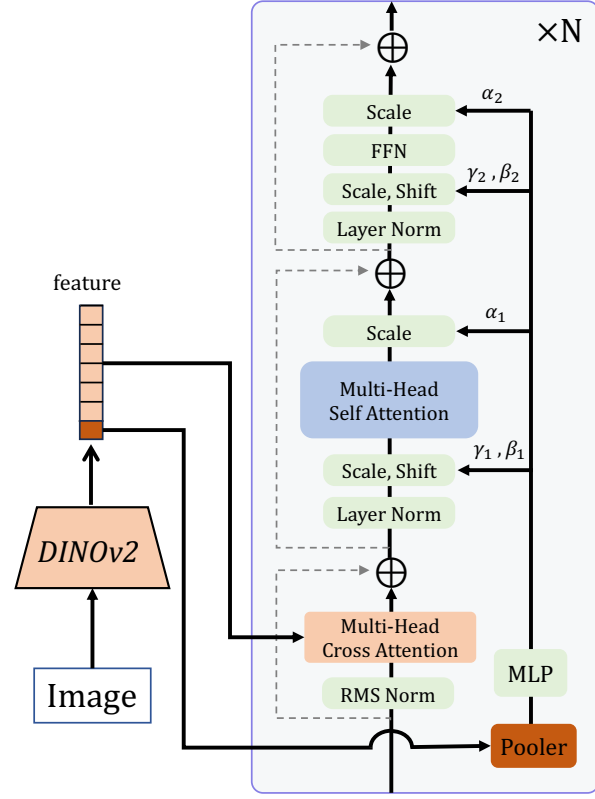 ×N
α₂
Scale
FFN
γ₂ , β₂
Scale, Shift
Layer Norm
feature
α₁
Scale
Multi-Head
Self Attention
γ₁ , β₁
Scale, Shift
Layer Norm
DINOv2
Multi-Head
Cross Attention
MLP
RMS Norm
Image
Pooler